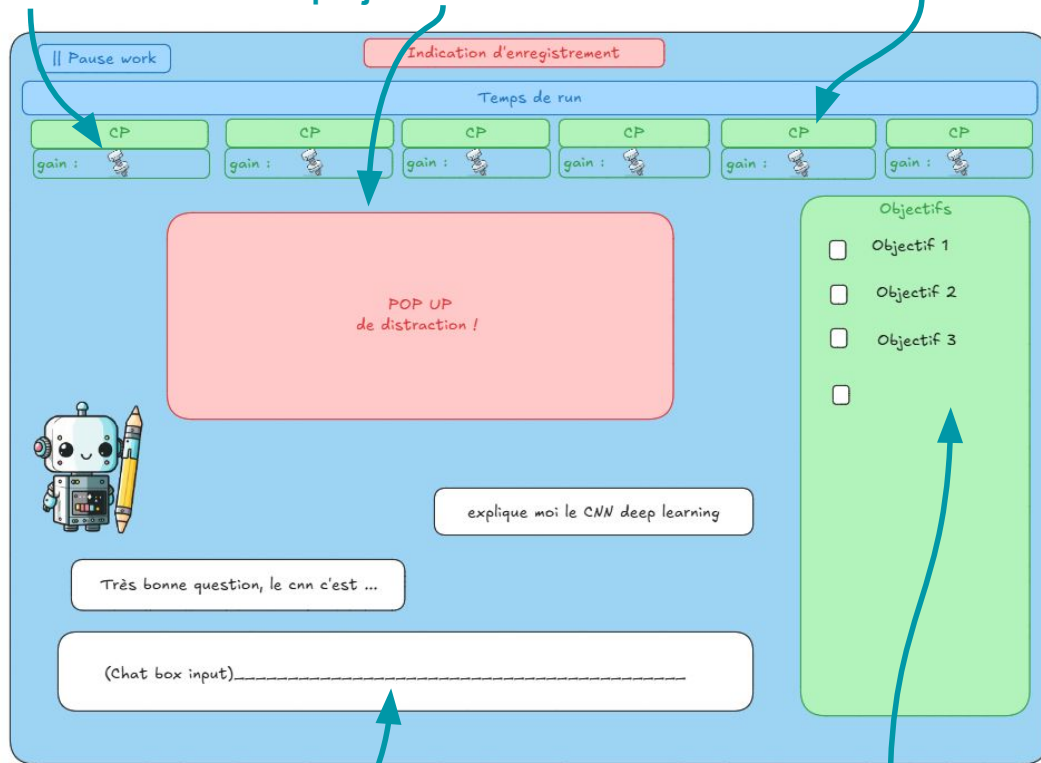 || Pause work
Indication d'enregistrement
Temps de run
CP CP CP CP CP CP
gain : gain : gain : gain : gain : gain :
Objectifs
Objectif 1
Objectif 2
Objectif 3
POP UP
de distraction !
explique moi le CNN deep learning
Très bonne question, le cnn c'est ...
(Chat box input)___________________________________________